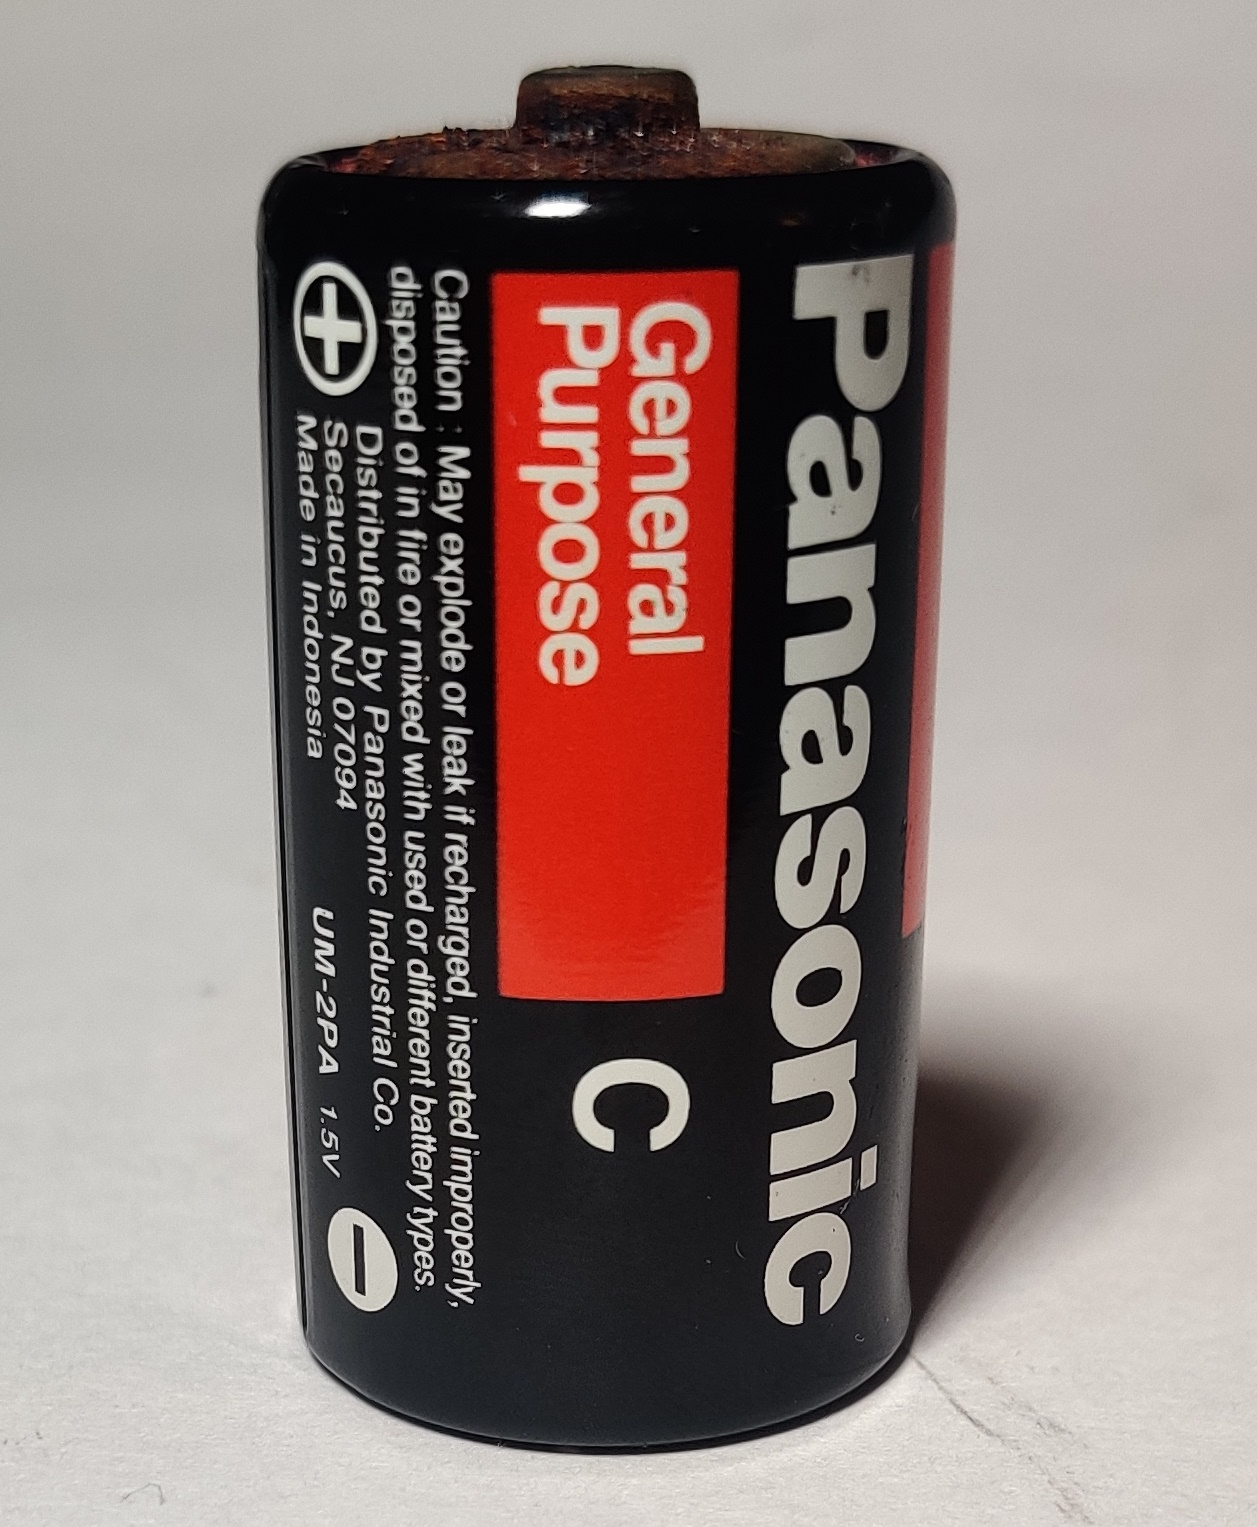 Panasonic
General
Purpose
C
Caution : May explode or leak if recharged, inserted improperly,
disposed of in fire or mixed with used or different battery types.
Distributed by Panasonic Industrial Co.
Secaucus, NJ 07094
Made in Indonesia
UM-2PA 1.5V